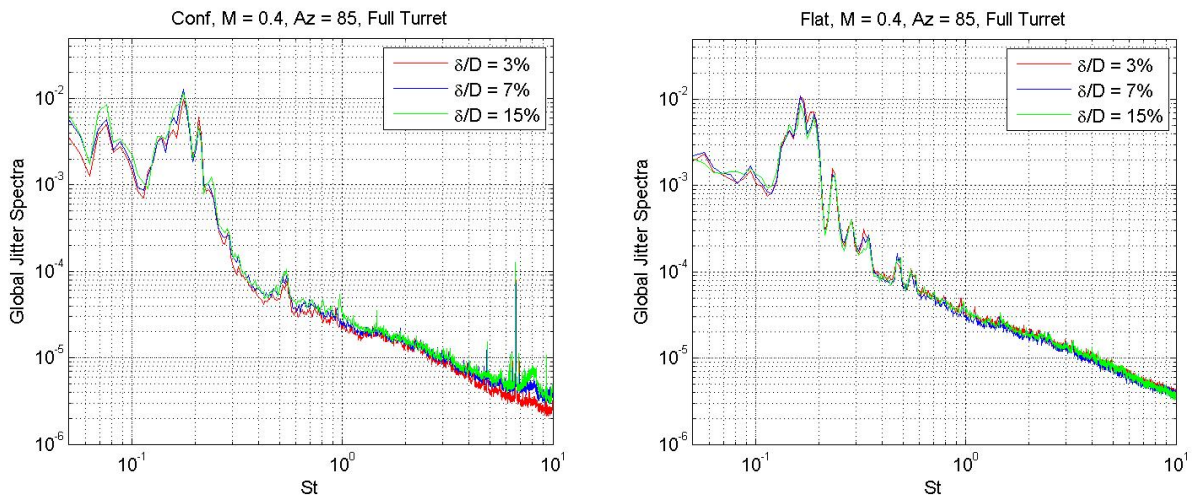 Conf, M = 0.4, Az = 85, Full Turret
δ/D = 3%
δ/D = 7%
δ/D = 15%
10^-2
10^-3
10^-4
10^-5
10^-6
Global Jitter Spectra
10^-1
10^0
10^1
St
Flat, M = 0.4, Az = 85, Full Turret
δ/D = 3%
δ/D = 7%
δ/D = 15%
10^-2
10^-3
10^-4
10^-5
10^-6
Global Jitter Spectra
10^-1
10^0
10^1
St